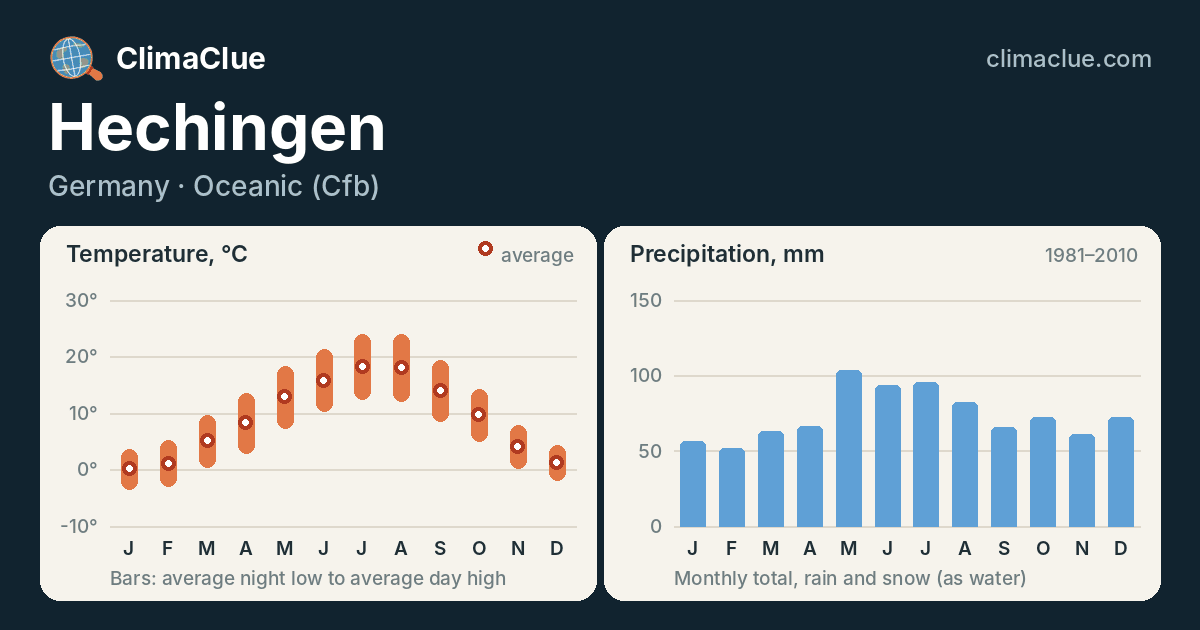 ClimaClue
climaclue.com
Hechingen
Germany · Oceanic (Cfb)
Temperature, °C
average
30°
20°
10°
0°
-10°
J F M A M J J A S O N D
Bars: average night low to average day high
Precipitation, mm
1981–2010
150
100
50
0
J F M A M J J A S O N D
Monthly total, rain and snow (as water)